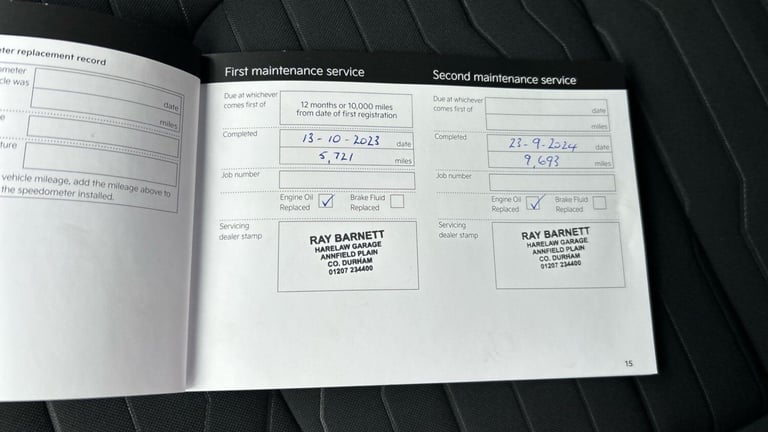 ter replacement record
ometer
cle was
date
miles
e
ture
vehicle mileage, add the mileage above to
the speedometer installed.
First maintenance service
Due at whichever
comes first of
12 months or 10,000 miles
from date of first registration
Completed
13-10-2023 date
5,721 miles
Job number
Engine Oil
Replaced
Brake Fluid
Replaced
Servicing
dealer stamp
RAY BARNETT
HARELAW GARAGE
ANNFIELD PLAIN
CO. DURHAM
01207 234400
Second maintenance service
Due at whichever
comes first of
date
miles
Completed
23-9-2024 date
9,693 miles
Job number
Engine Oil
Replaced
Brake Fluid
Replaced
Servicing
dealer stamp
RAY BARNETT
HARELAW GARAGE
ANNFIELD PLAIN
CO. DURHAM
01207 234400
15